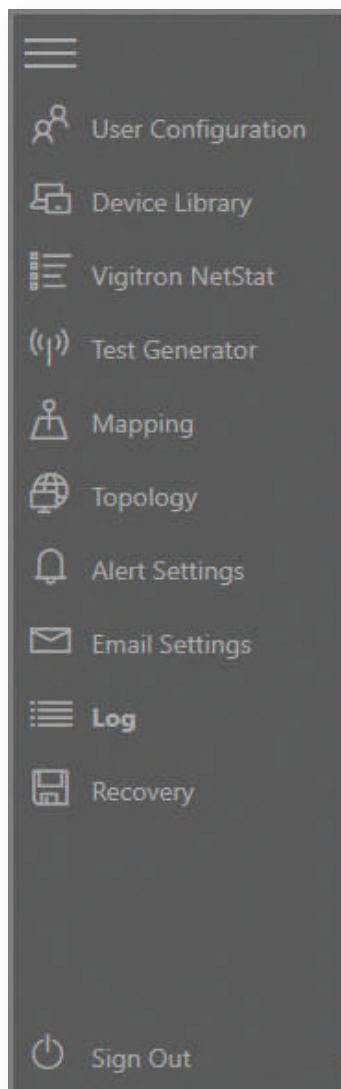 User Configuration
Device Library
Vigitron NetStat
Test Generator
Mapping
Topology
Alert Settings
Email Settings
Log
Recovery
Sign Out